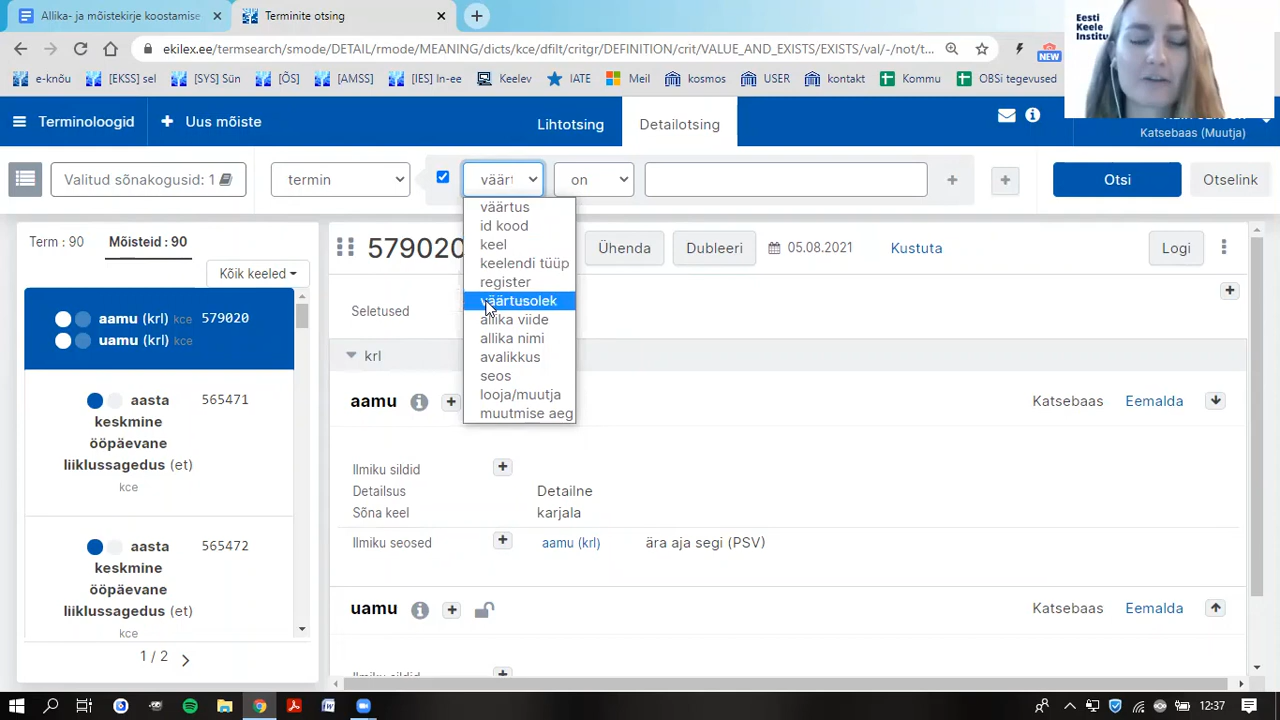 Allika- ja mõistekirje koostamise
Terminite otsing
ekilex.ee/termsearch/smode/DETAIL/rmode/MEANING/dicts/kce/dfilt/critgr/DEFINITION/crit/VALUE_AND_EXISTS/EXISTS/val/-/not/t...
NEW
e-knõu
[EKSS] sel
[SYS] Sün
[ÕS]
[AMSS]
[IES] In-ee
Keelev
IATE
Meil
kosmos
USER
kontakt
Kommu
OBSi tegevused
Eesti
Keele
Institu
Terminoloogid
Uus mõiste
Lihtotsing
Detailotsing
Katsebaas (Muutja)
Valitud sõnakogusid: 1
termin
väärt
on
Otsi
Otselink
väärtus
id kood
keel
keelendi tüüp
register
väärtusolek
allika viide
allika nimi
avalikkus
seos
looja/muutja
muutmise aeg
Term : 90
Mõisteid : 90
Kõik keeled
aamu (krl) kce 579020
uamu (krl) kce
aasta 565471
keskmine
ööpäevane
liiklussagedus (et)
kce
aasta 565472
keskmine
ööpäevane
liiklussagedus (et)
kce
1 / 2
579020
Ühenda
Dubleeri
05.08.2021
Kustuta
Logi
Seletused
krl
aamu
Katsebaas
Eemalda
Ilmiku sildid
Detailsus Detailne
Sõna keel karjala
Ilmiku seosed aamu (krl) ära aja segi (PSV)
uamu
Katsebaas
Eemalda
12:37